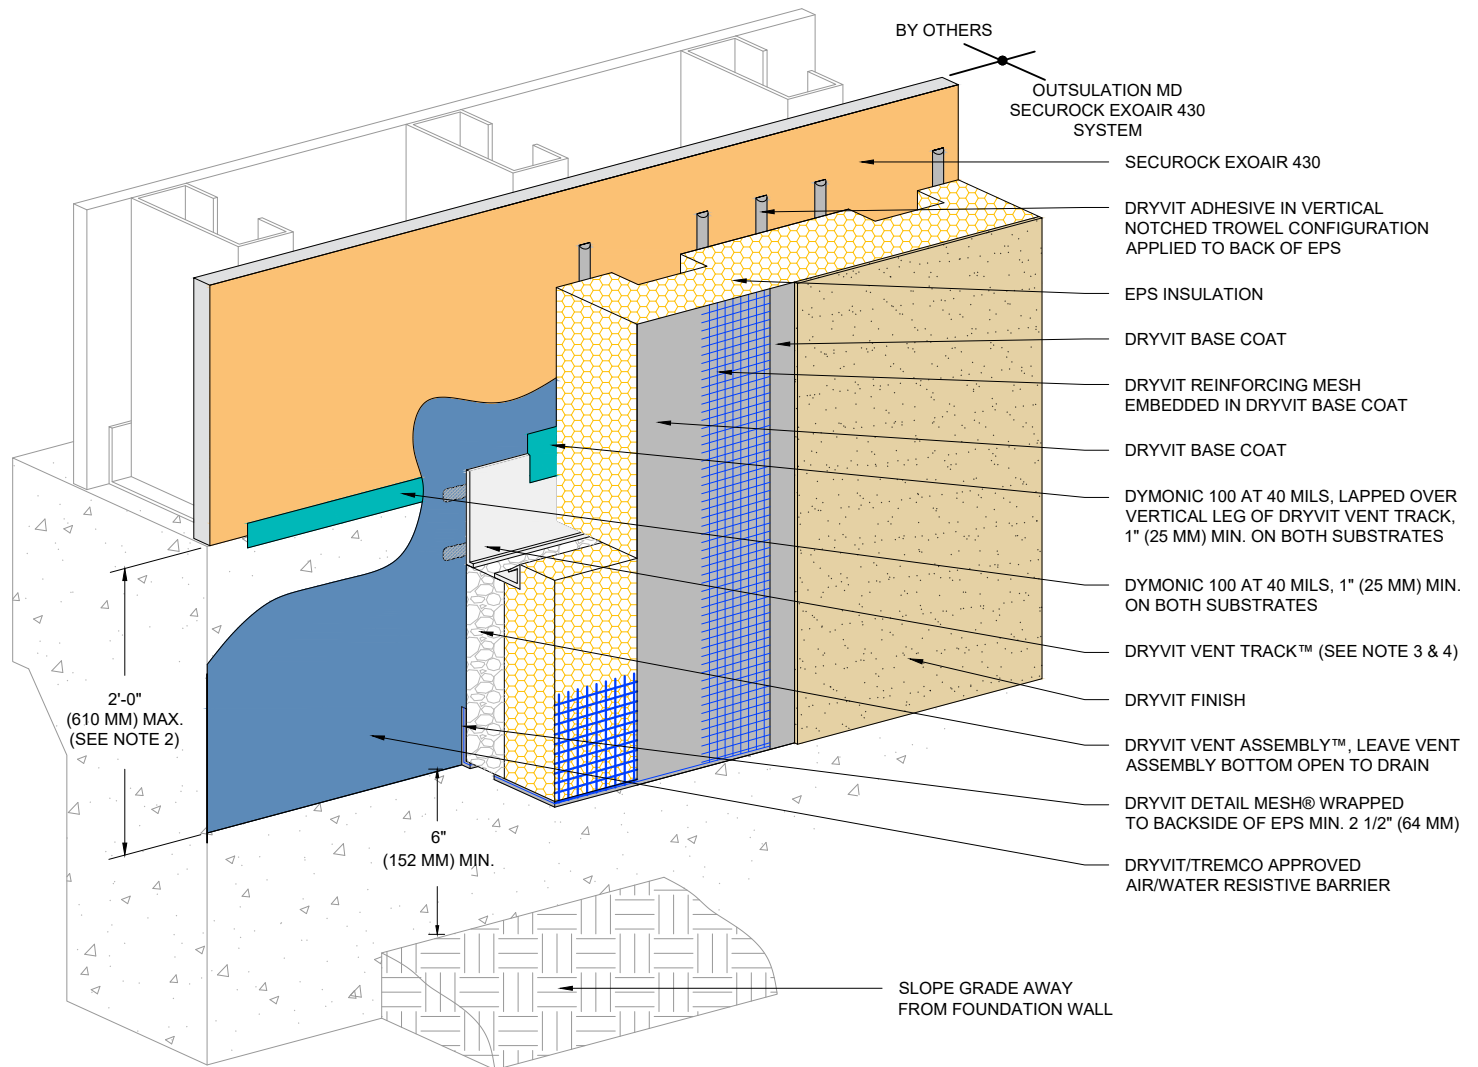 BY OTHERS
OUTSULATION MD
SECUROCK EXOAIR 430
SYSTEM
SECUROCK EXOAIR 430
DRYVIT ADHESIVE IN VERTICAL
NOTCHED TROWEL CONFIGURATION
APPLIED TO BACK OF EPS
EPS INSULATION
DRYVIT BASE COAT
DRYVIT REINFORCING MESH
EMBEDDED IN DRYVIT BASE COAT
DRYVIT BASE COAT
DYMONIC 100 AT 40 MILS, LAPPED OVER
VERTICAL LEG OF DRYVIT VENT TRACK,
1" (25 MM) MIN. ON BOTH SUBSTRATES
DYMONIC 100 AT 40 MILS, 1" (25 MM) MIN.
ON BOTH SUBSTRATES
DRYVIT VENT TRACK™ (SEE NOTE 3 & 4)
DRYVIT FINISH
DRYVIT VENT ASSEMBLY™, LEAVE VENT
ASSEMBLY BOTTOM OPEN TO DRAIN
DRYVIT DETAIL MESH® WRAPPED
TO BACKSIDE OF EPS MIN. 2 1/2" (64 MM)
DRYVIT/TREMCO APPROVED
AIR/WATER RESISTIVE BARRIER
2'-0"
(610 MM) MAX.
(SEE NOTE 2)
6"
(152 MM) MIN.
SLOPE GRADE AWAY
FROM FOUNDATION WALL